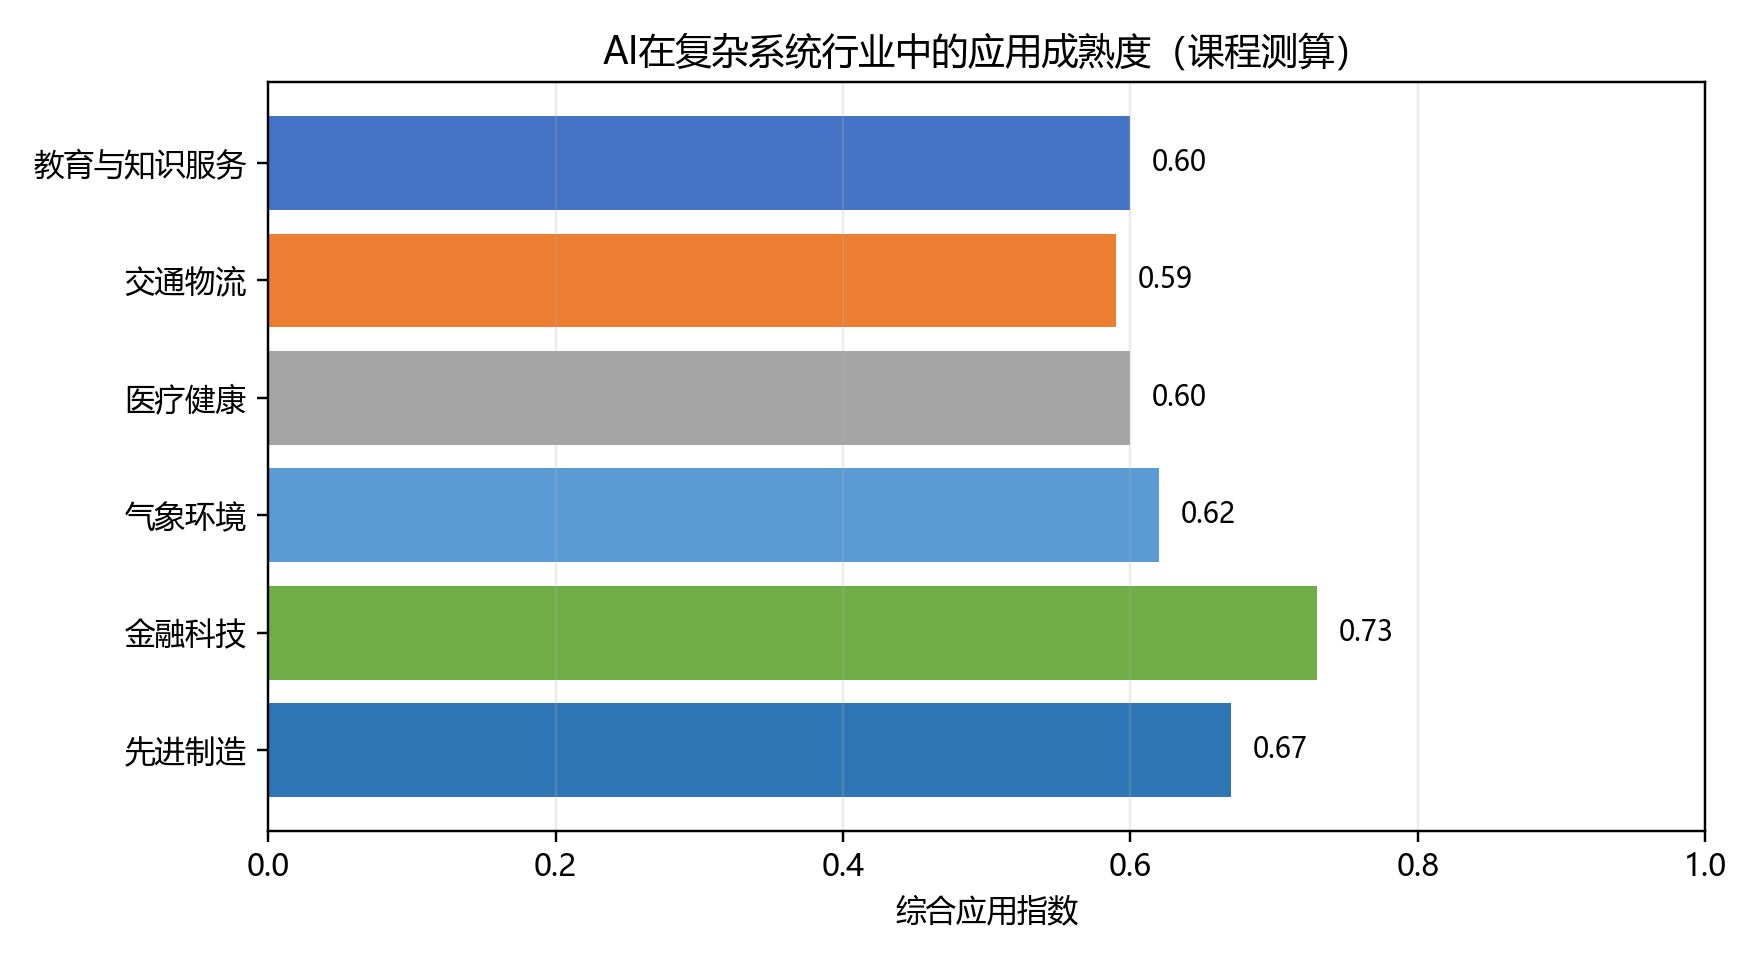 AI在复杂系统行业中的应用成熟度（课程测算）
教育与知识服务 0.60
交通物流 0.59
医疗健康 0.60
气象环境 0.62
金融科技 0.73
先进制造 0.67
0.0 0.2 0.4 0.6 0.8 1.0
综合应用指数